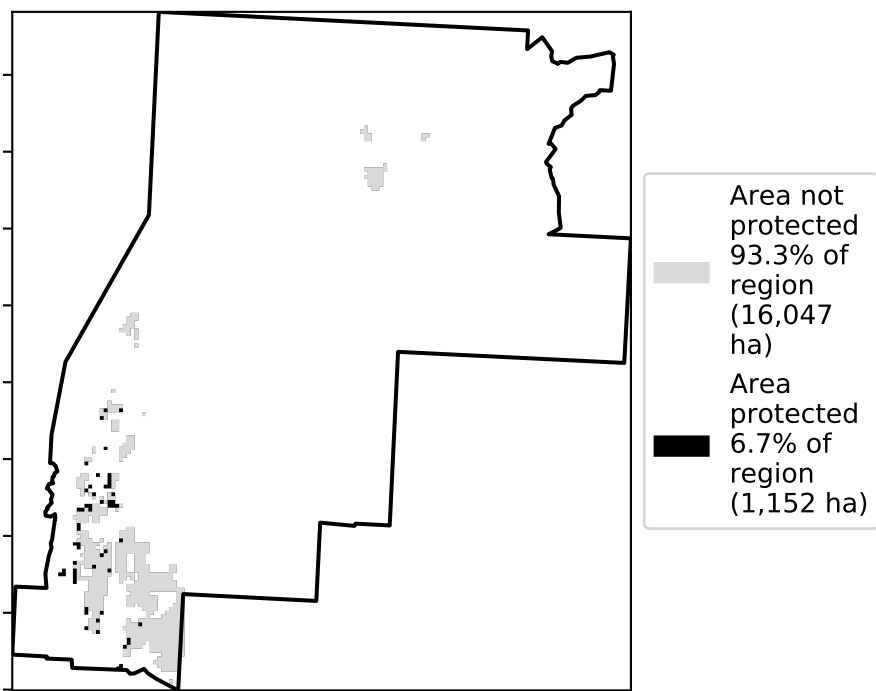 Area not
protected
93.3% of
region
(16,047
ha)
Area
protected
6.7% of
region
(1,152 ha)